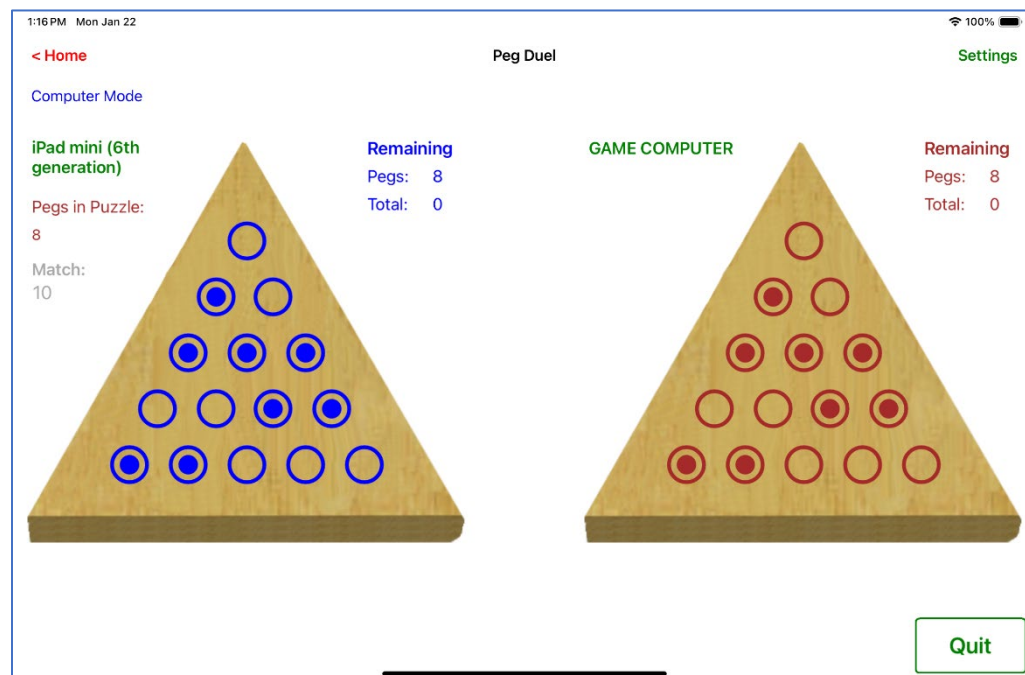 1:16 PM Mon Jan 22
100%
< Home
Peg Duel
Settings
Computer Mode
iPad mini (6th
generation)
Pegs in Puzzle:
8
Match:
10
Remaining
Pegs: 8
Total: 0
GAME COMPUTER
Remaining
Pegs: 8
Total: 0
Quit